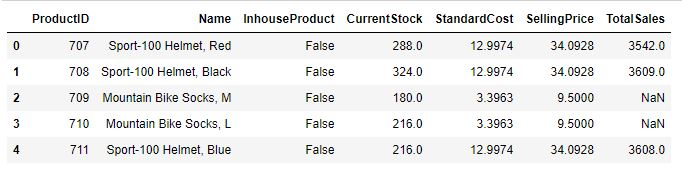 ProductID Name InhouseProduct CurrentStock StandardCost SellingPrice TotalSales
0 707 Sport-100 Helmet, Red False 288.0 12.9974 34.0928 3542.0
1 708 Sport-100 Helmet, Black False 324.0 12.9974 34.0928 3609.0
2 709 Mountain Bike Socks, M False 180.0 3.3963 9.5000 NaN
3 710 Mountain Bike Socks, L False 216.0 3.3963 9.5000 NaN
4 711 Sport-100 Helmet, Blue False 216.0 12.9974 34.0928 3608.0